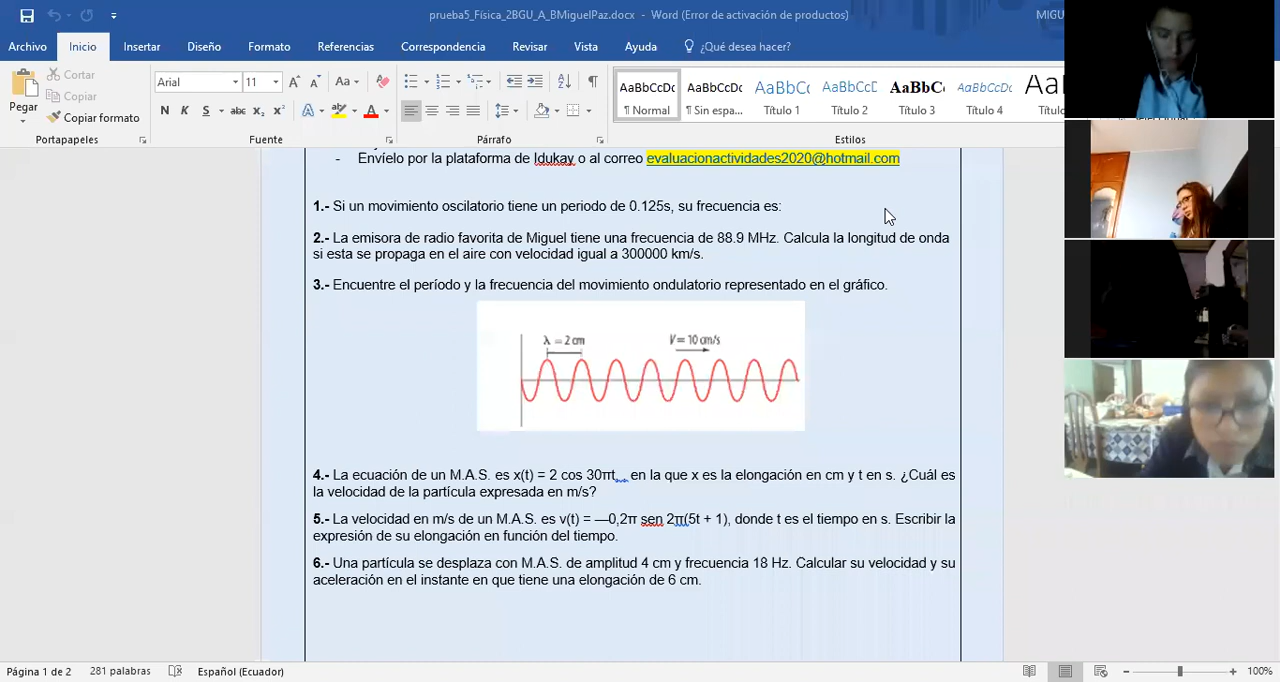 prueba5_Física_2BGU_A_BMiguelPaz.docx - Word (Error de activación de productos)
MIGU
Archivo Inicio Insertar Diseño Formato Referencias Correspondencia Revisar Vista Ayuda ¿Qué desea hacer?
Pegar
Cortar
Copiar
Copiar formato
Portapapeles
Arial 11 Aa
N K S abc x₂ x² A A
Fuente
Párrafo
AaBbCcDc AaBbCcDc AaBbCc AaBbCcD AaBbC AaBbCcDc
¶ Normal ¶ Sin espa... Título 1 Título 2 Título 3 Título 4 Título
Estilos
- Envíelo por la plataforma de Idukay o al correo evaluacionactividades2020@hotmail.com
1.- Si un movimiento oscilatorio tiene un periodo de 0.125s, su frecuencia es:
2.- La emisora de radio favorita de Miguel tiene una frecuencia de 88.9 MHz. Calcula la longitud de onda
si esta se propaga en el aire con velocidad igual a 300000 km/s.
3.- Encuentre el período y la frecuencia del movimiento ondulatorio representado en el gráfico.
λ = 2 cm V = 10 cm/s
4.- La ecuación de un M.A.S. es x(t) = 2 cos 30πt, en la que x es la elongación en cm y t en s. ¿Cuál es
la velocidad de la partícula expresada en m/s?
5.- La velocidad en m/s de un M.A.S. es v(t) = —0,2π sen 2π(5t + 1), donde t es el tiempo en s. Escribir la
expresión de su elongación en función del tiempo.
6.- Una partícula se desplaza con M.A.S. de amplitud 4 cm y frecuencia 18 Hz. Calcular su velocidad y su
aceleración en el instante en que tiene una elongación de 6 cm.
Página 1 de 2 281 palabras Español (Ecuador) 100%